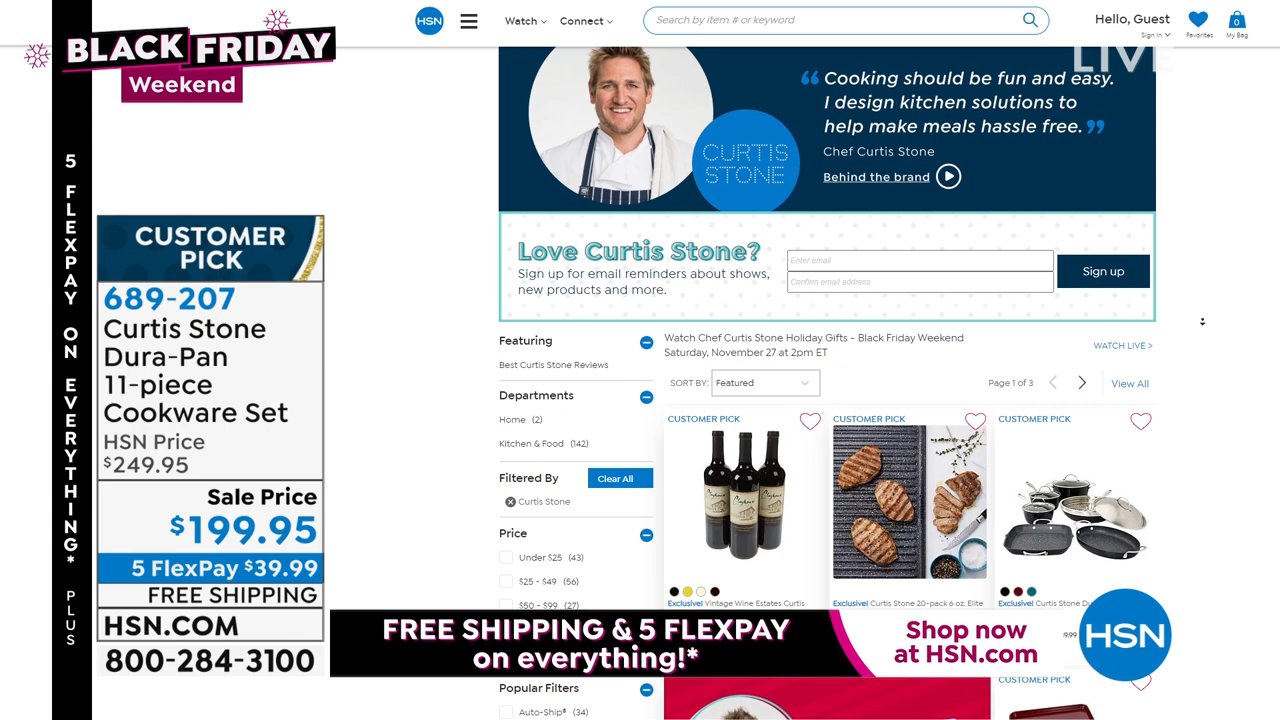 BLACK FRIDAY
Weekend
5 FLEXPAY ON EVERYTHING* PLUS
CUSTOMER
PICK
689-207
Curtis Stone
Dura-Pan
11-piece
Cookware Set
HSN Price
$249.95
Sale Price
$199.95
5 FlexPay $39.99
FREE SHIPPING
HSN.COM
800-284-3100
HSN
Watch
Connect
Search by item # or keyword
Hello, Guest
Sign in
Favorites
0
My Bag
LIVE
“ Cooking should be fun and easy.
I design kitchen solutions to
help make meals hassle free. ”
Chef Curtis Stone
Behind the brand
CURTIS
STONE
Love Curtis Stone?
Sign up for email reminders about shows,
new products and more.
Enter email
Confirm email address
Sign up
Featuring
Best Curtis Stone Reviews
Departments
Home (2)
Kitchen & Food (142)
Filtered By
Clear All
Curtis Stone
Price
Under $25 (43)
$25 - $49 (56)
$50 - $99 (27)
Popular Filters
Auto-Ship® (34)
Watch Chef Curtis Stone Holiday Gifts - Black Friday Weekend
Saturday, November 27 at 2pm ET
WATCH LIVE >
SORT BY: Featured
Page 1 of 3
View All
CUSTOMER PICK
CUSTOMER PICK
CUSTOMER PICK
Exclusive! Vintage Wine Estates Curtis
Exclusive! Curtis Stone 20-pack 6 oz. Elite
Exclusive! Curtis Stone
9.99
CUSTOMER PICK
FREE SHIPPING & 5 FLEXPAY
on everything!*
Shop now
at HSN.com
HSN